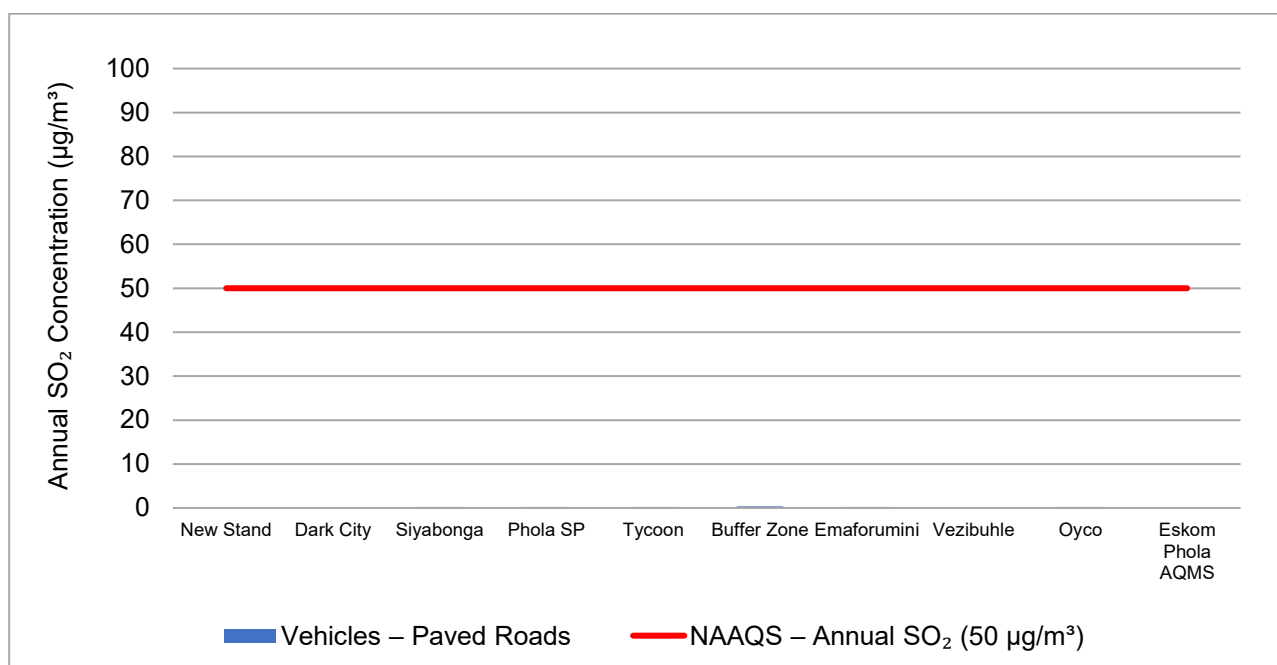 Annual SO₂ Concentration (µg/m³)
100
90
80
70
60
50
40
30
20
10
0
New Stand
Dark City
Siyabonga
Phola SP
Tycoon
Buffer Zone
Emaforumini
Vezibuhle
Oyco
Eskom
Phola
AQMS
Vehicles – Paved Roads
NAAQS – Annual SO₂ (50 µg/m³)